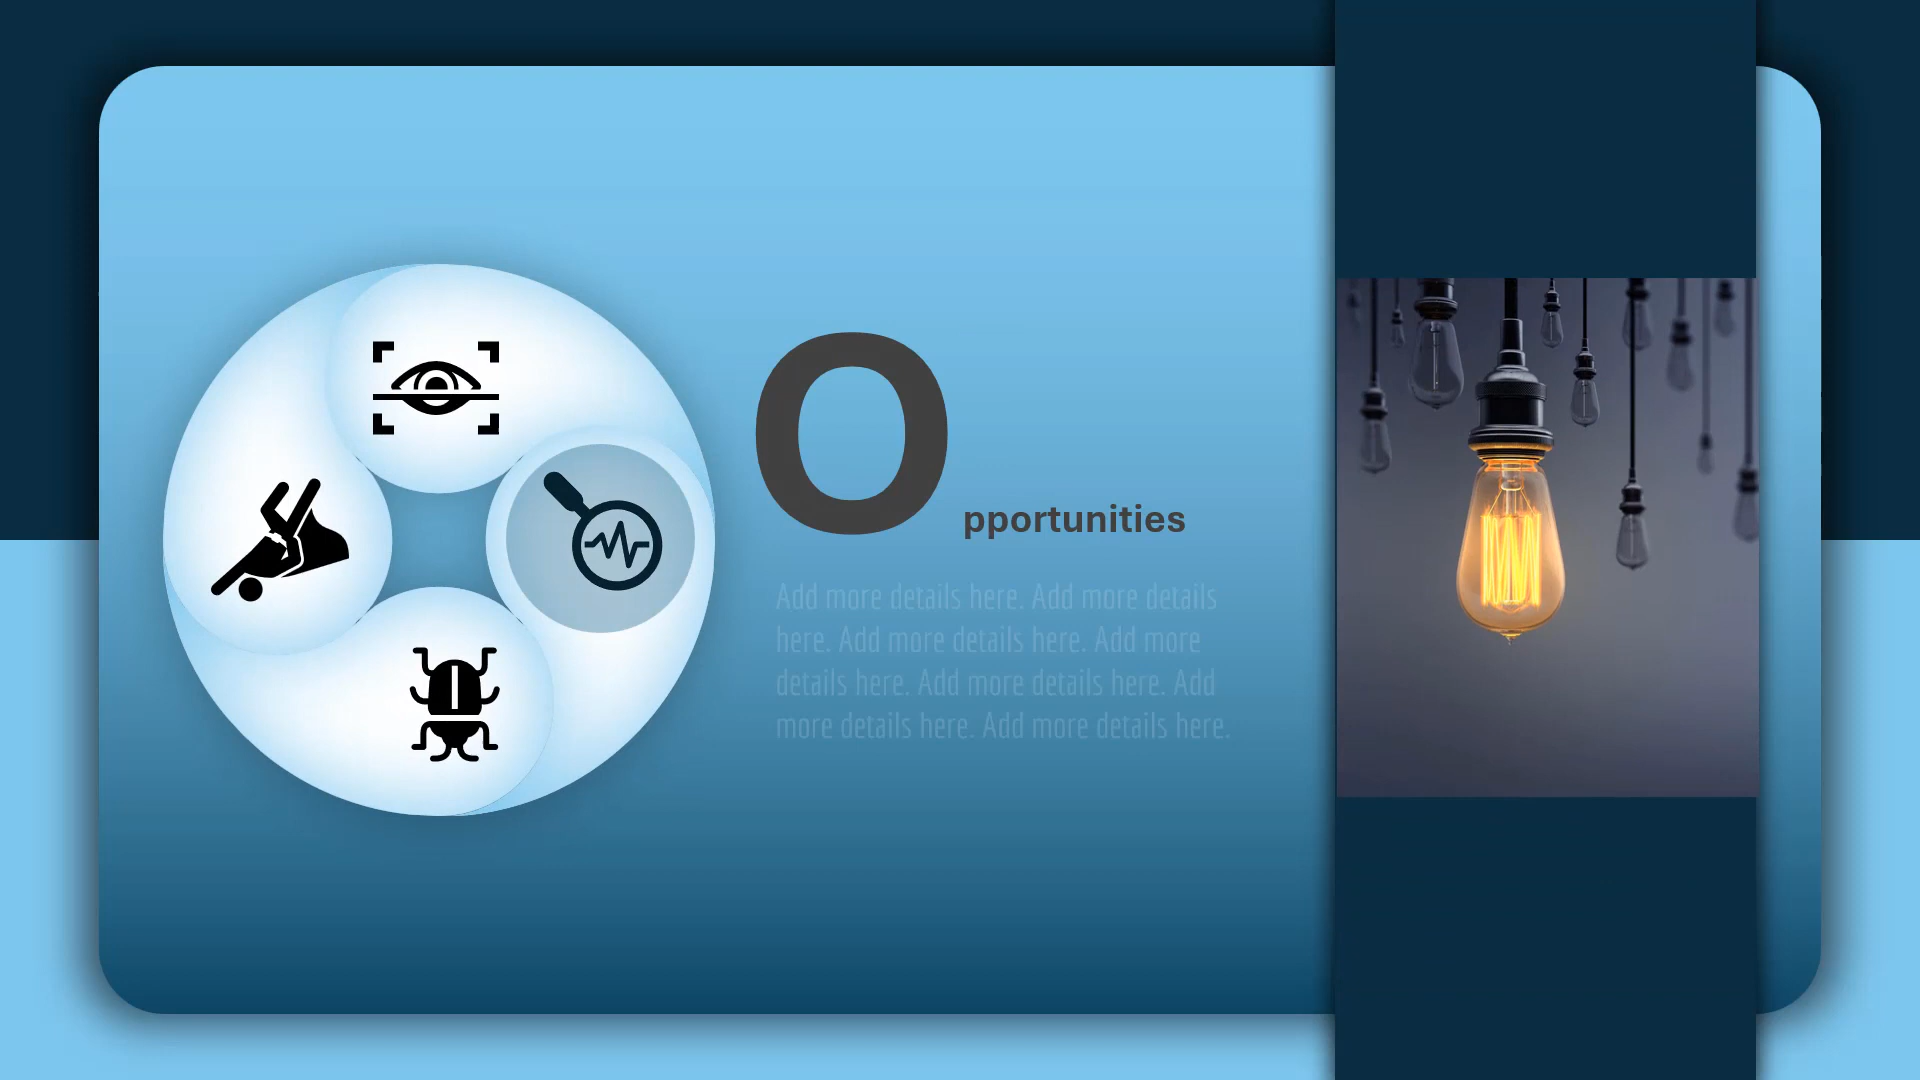 Opportunities
Add more details here. Add more details
here. Add more details here. Add more
details here. Add more details here. Add
more details here. Add more details here.